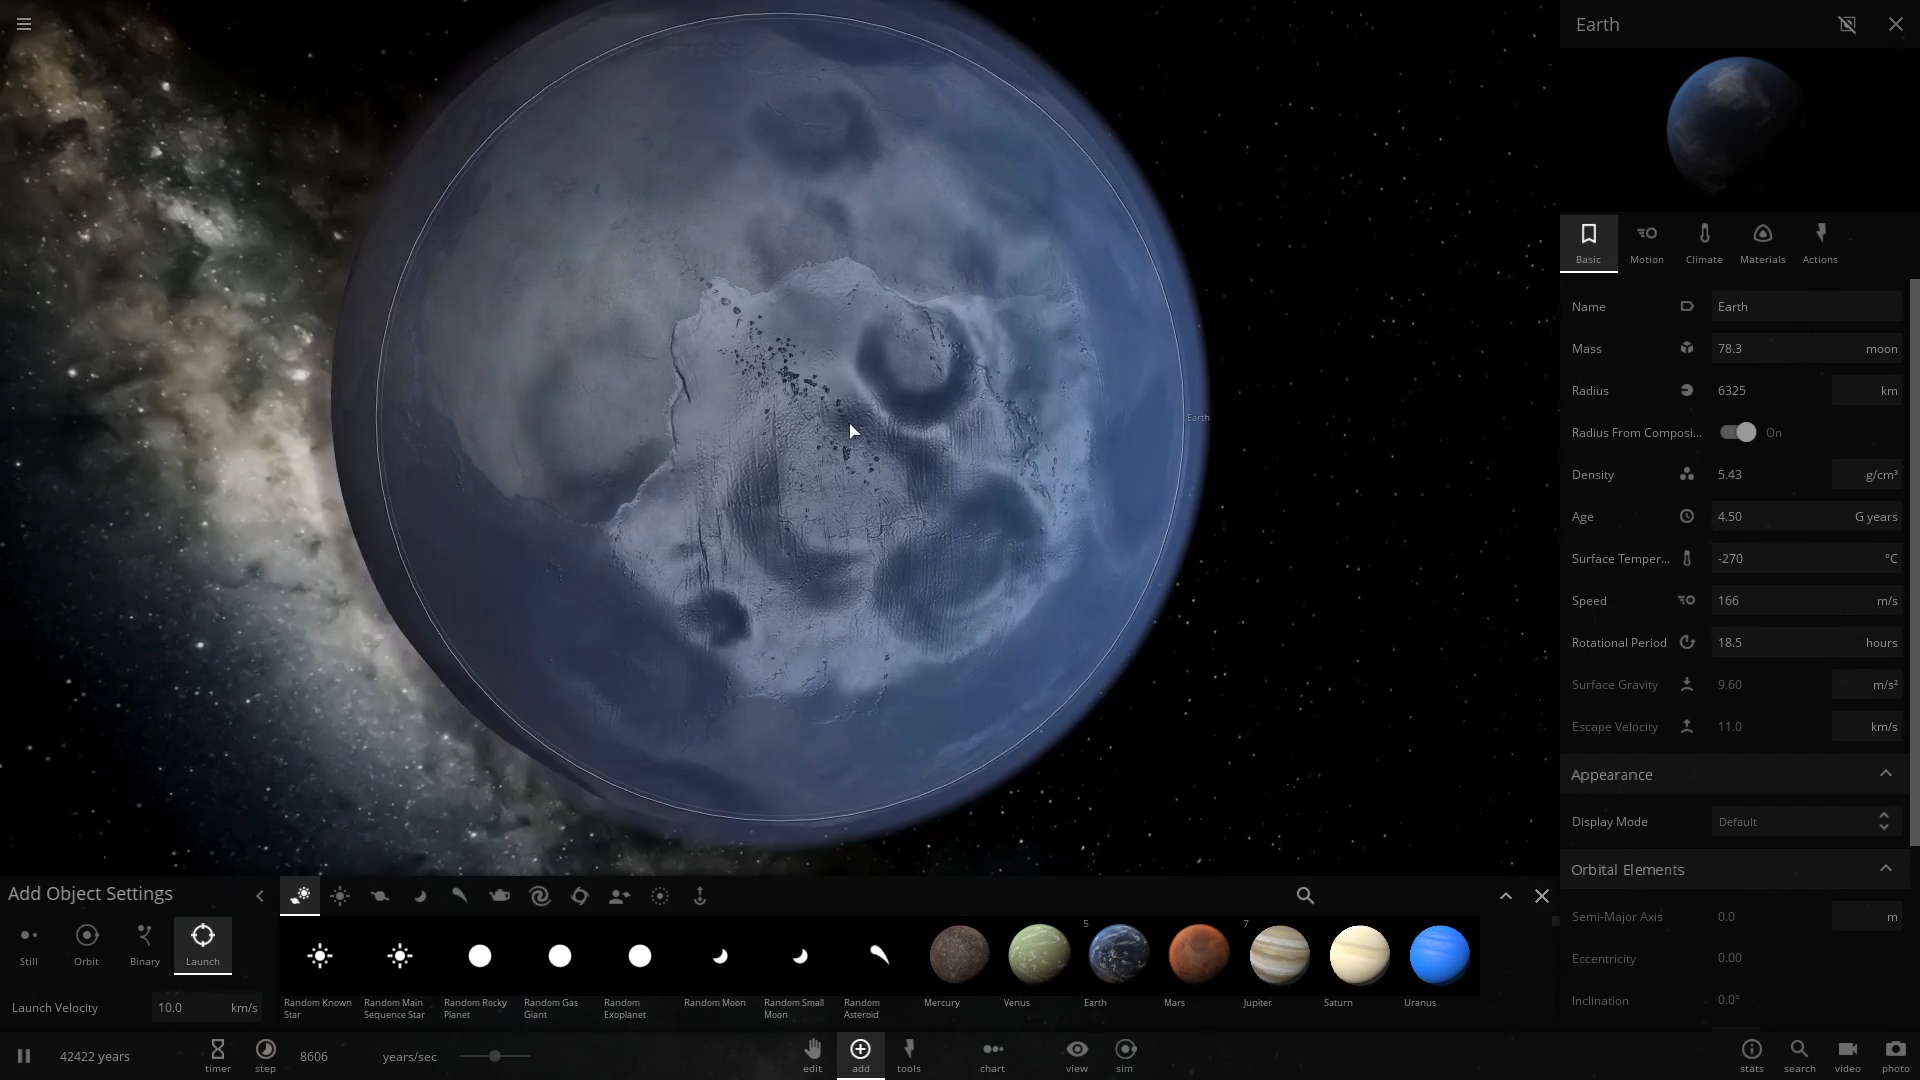 Earth
Basic
Motion
Climate
Materials
Actions
Name
Earth
Mass
78.3
moon
Radius
6325
km
Radius From Composi...
On
Density
5.43
g/cm³
Age
4.50
G years
Surface Temper...
-270
°C
Speed
166
m/s
Rotational Period
18.5
hours
Surface Gravity
9.60
m/s²
Escape Velocity
11.0
km/s
Appearance
Display Mode
Default
Orbital Elements
Semi-Major Axis
0.0
m
Eccentricity
0.00
Inclination
0.0°
Earth
Add Object Settings
Still
Orbit
Binary
Launch
Launch Velocity
10.0
km/s
5
7
Random Known
Star
Random Main
Sequence Star
Random Rocky
Planet
Random Gas
Giant
Random
Exoplanet
Random Moon
Random Small
Moon
Random
Asteroid
Mercury
Venus
Earth
Mars
Jupiter
Saturn
Uranus
42422 years
timer
step
8606
years/sec
edit
add
tools
chart
view
sim
stats
search
video
photo